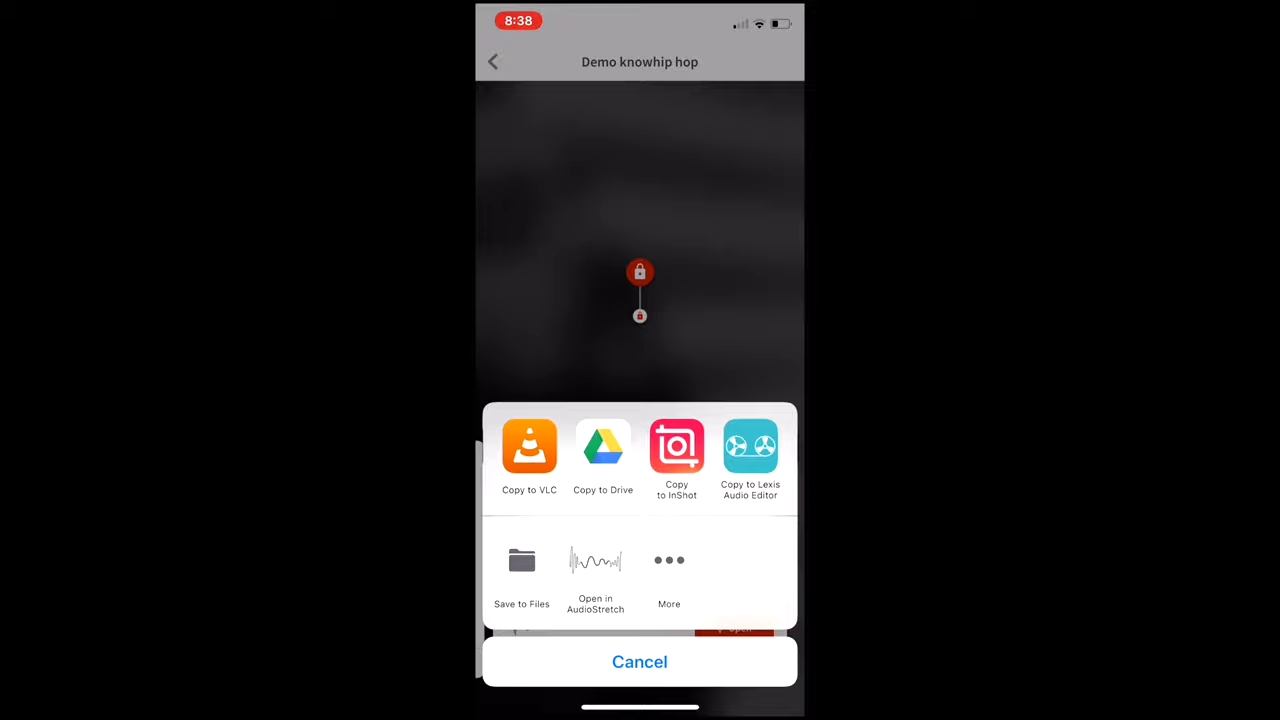 8:38
Demo knowhip hop
Copy to VLC
Copy to Drive
Copy
to InShot
Copy to Lexis
Audio Editor
Save to Files
Open in
AudioStretch
More
Open
Cancel